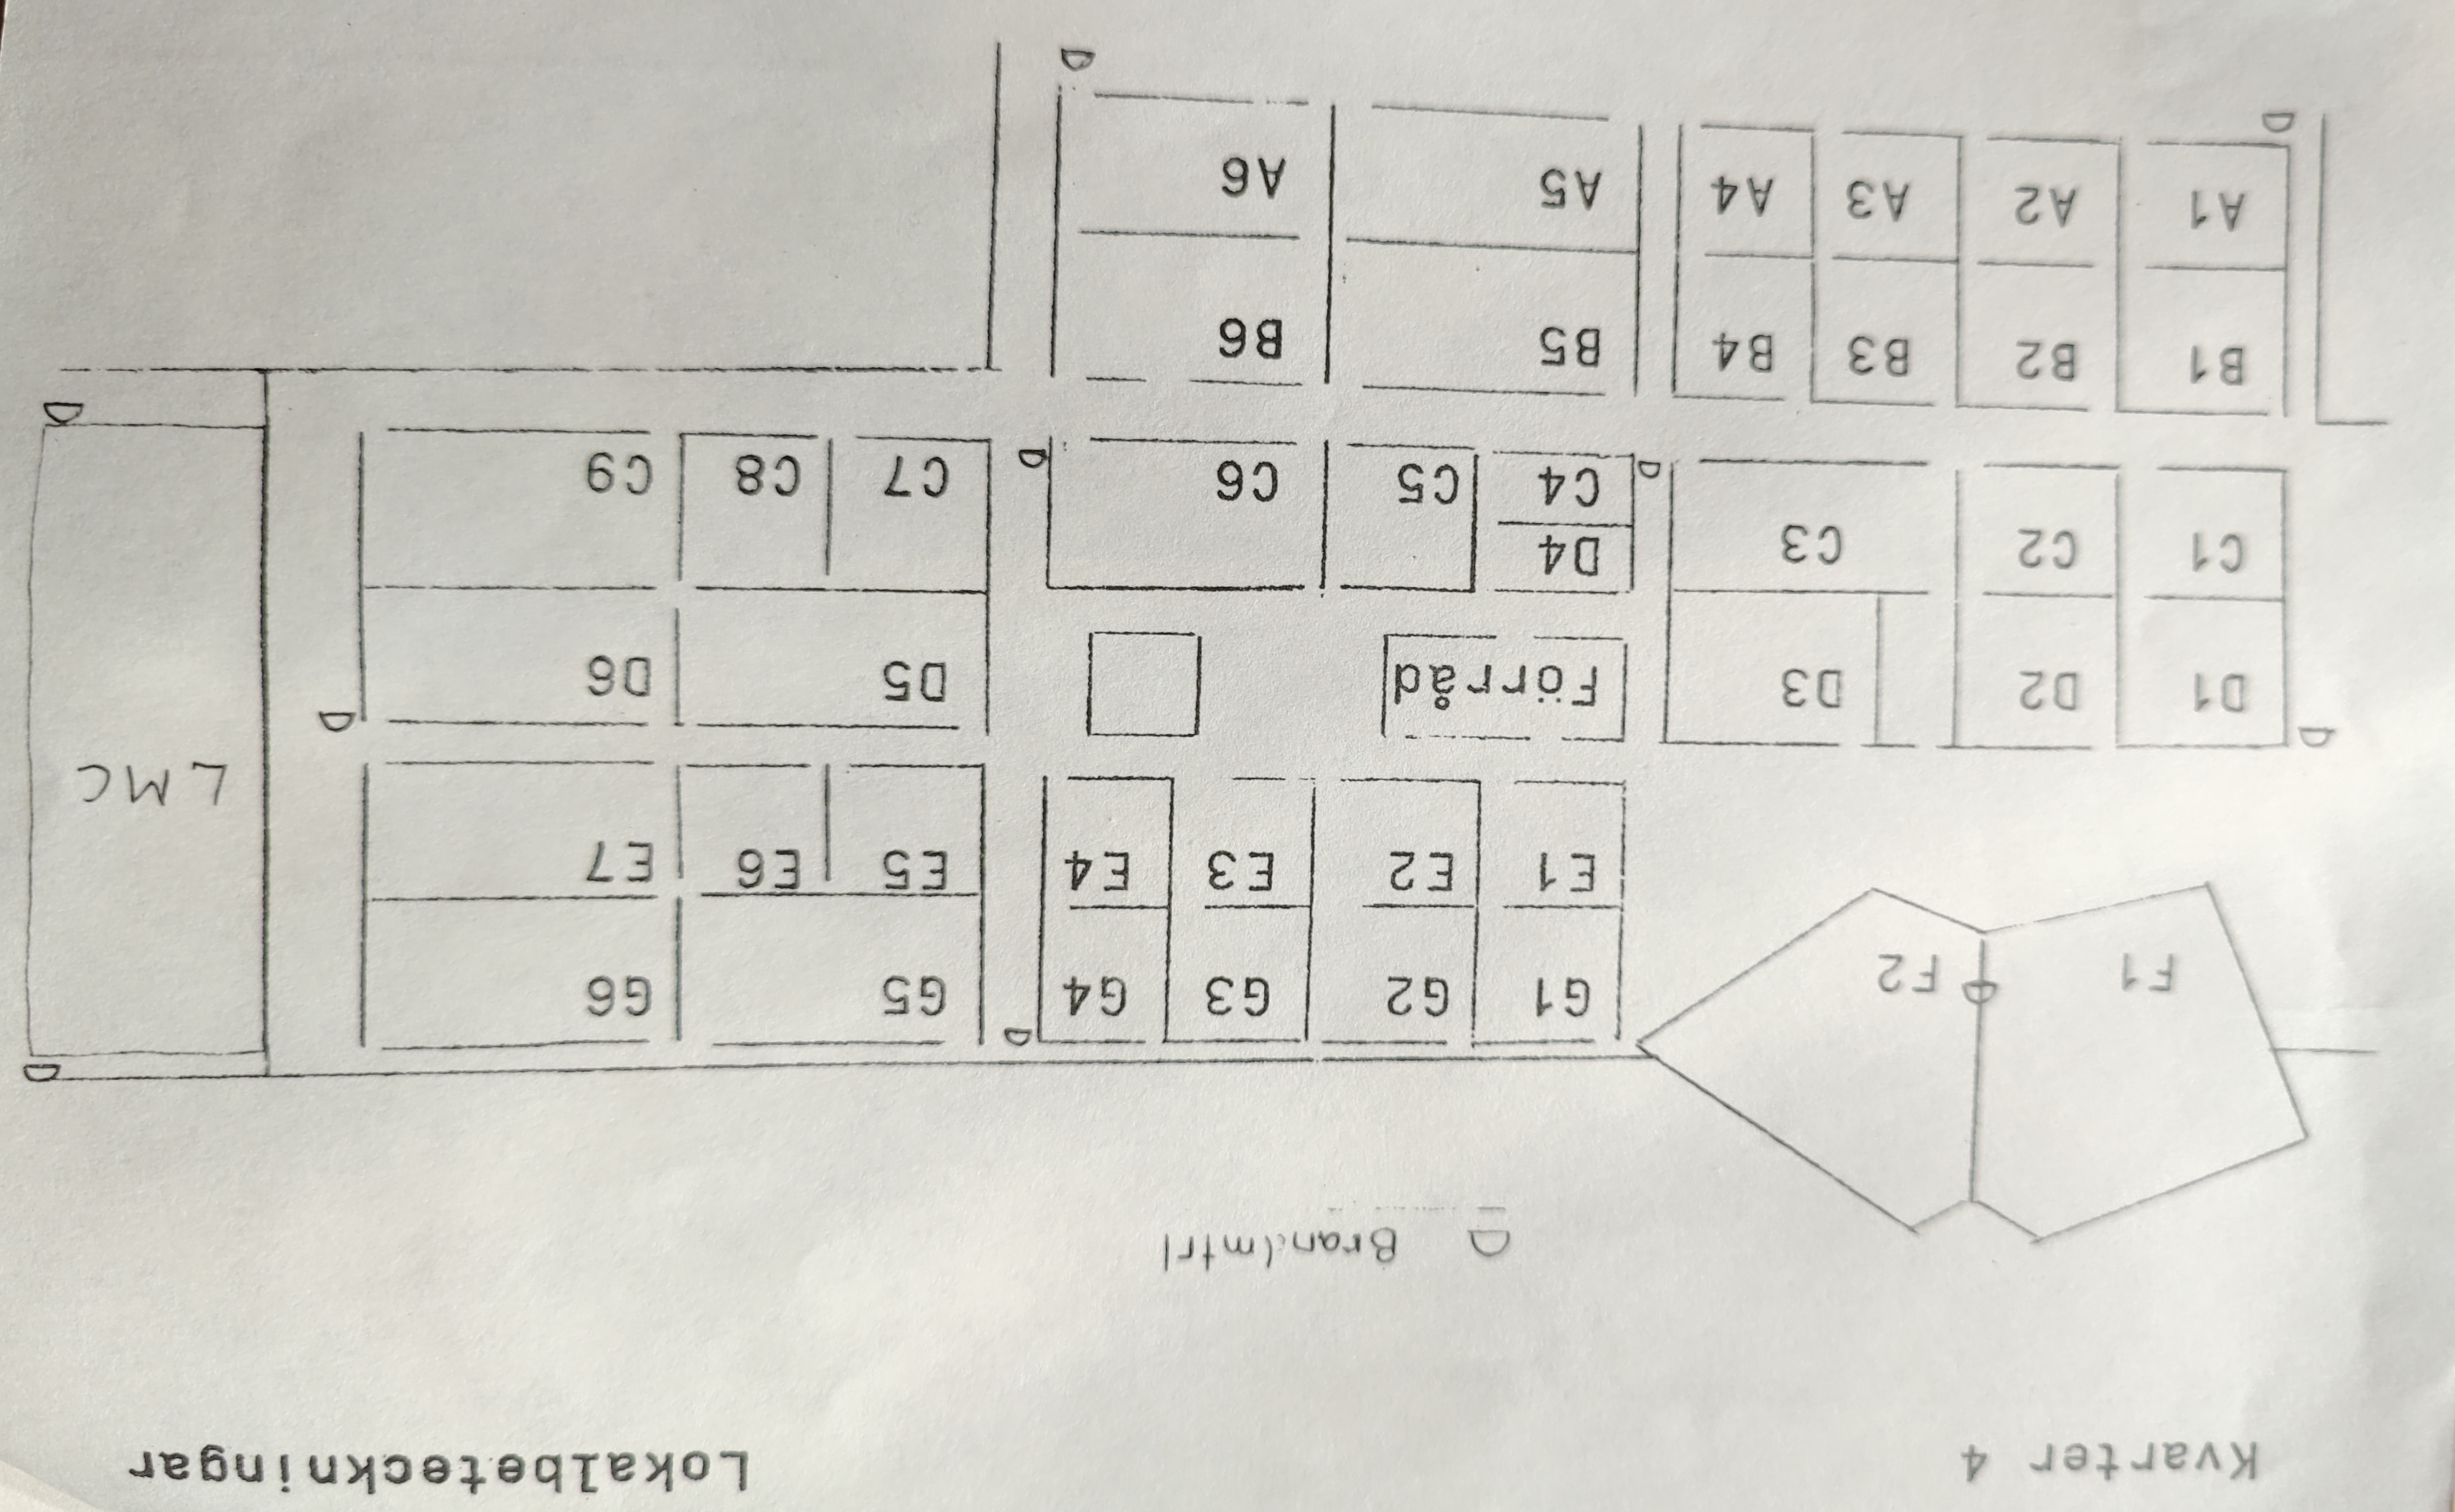 Kvarter 4 Lokalbeteckningar
Brandmtrl
F1 F2 G1 G2 G3 G4 G5 G6
E1 E2 E3 E4 E5 E6 E7
LMC
D1 D2 D3 Förråd D5 D6
D4
C1 C2 C3 C4 C5 C6 C7 C8 C9
B1 B2 B3 B4 B5 B6
A1 A2 A3 A4 A5 A6